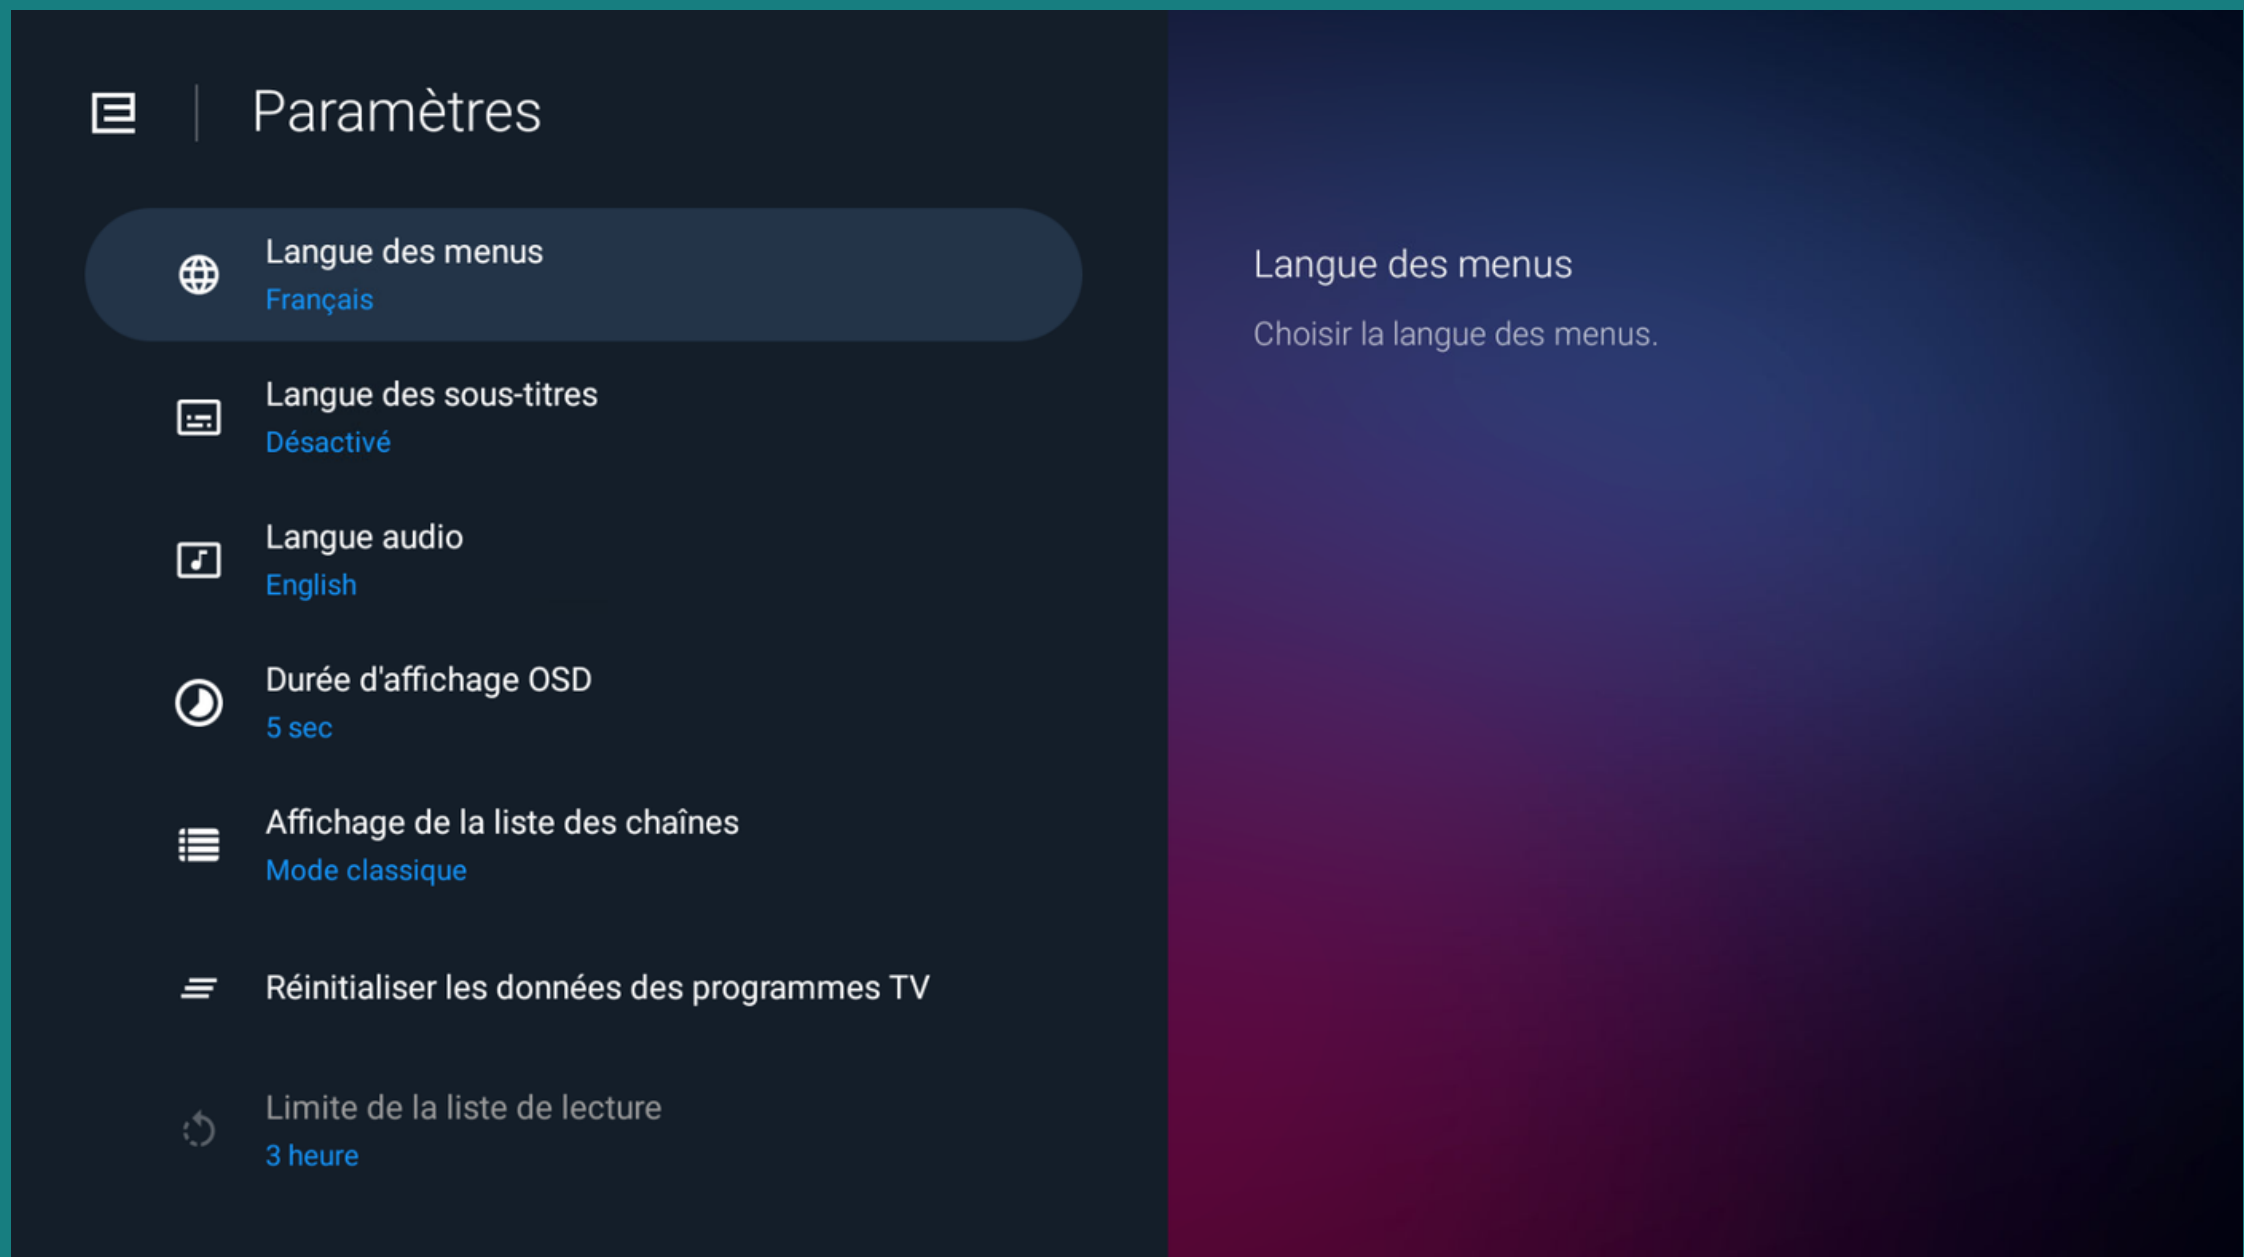 Paramètres
Langue des menus
Français
Langue des sous-titres
Désactivé
Langue audio
English
Durée d'affichage OSD
5 sec
Affichage de la liste des chaînes
Mode classique
Réinitialiser les données des programmes TV
Limite de la liste de lecture
3 heure
Langue des menus
Choisir la langue des menus.